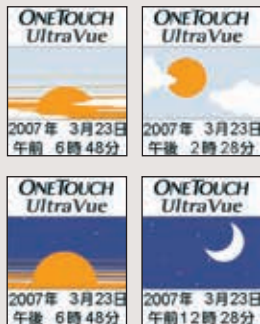 ONETOUCH
UltraVue
2007年 3月23日
午前 6時48分
ONETOUCH
UltraVue
2007年 3月23日
午後 2時28分
ONETOUCH
UltraVue
2007年 3月23日
午後 6時48分
ONETOUCH
UltraVue
2007年 3月23日
午前12時28分